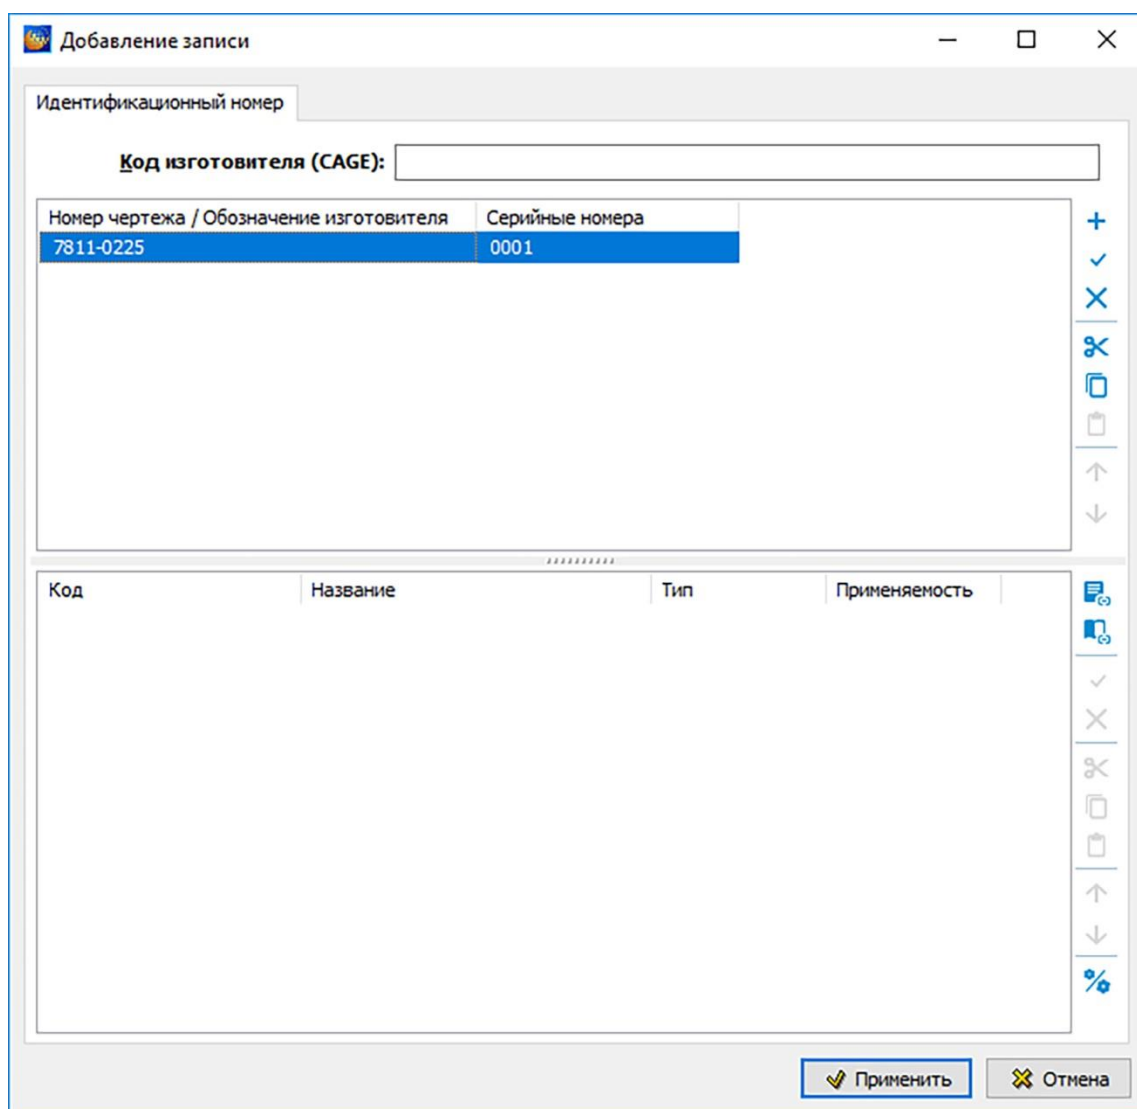 Добавление записи
Идентификационный номер
Код изготовителя (CAGE):
Номер чертежа / Обозначение изготовителя Серийные номера
7811-0225 0001
Код Название Тип Применяемость
Применить Отмена